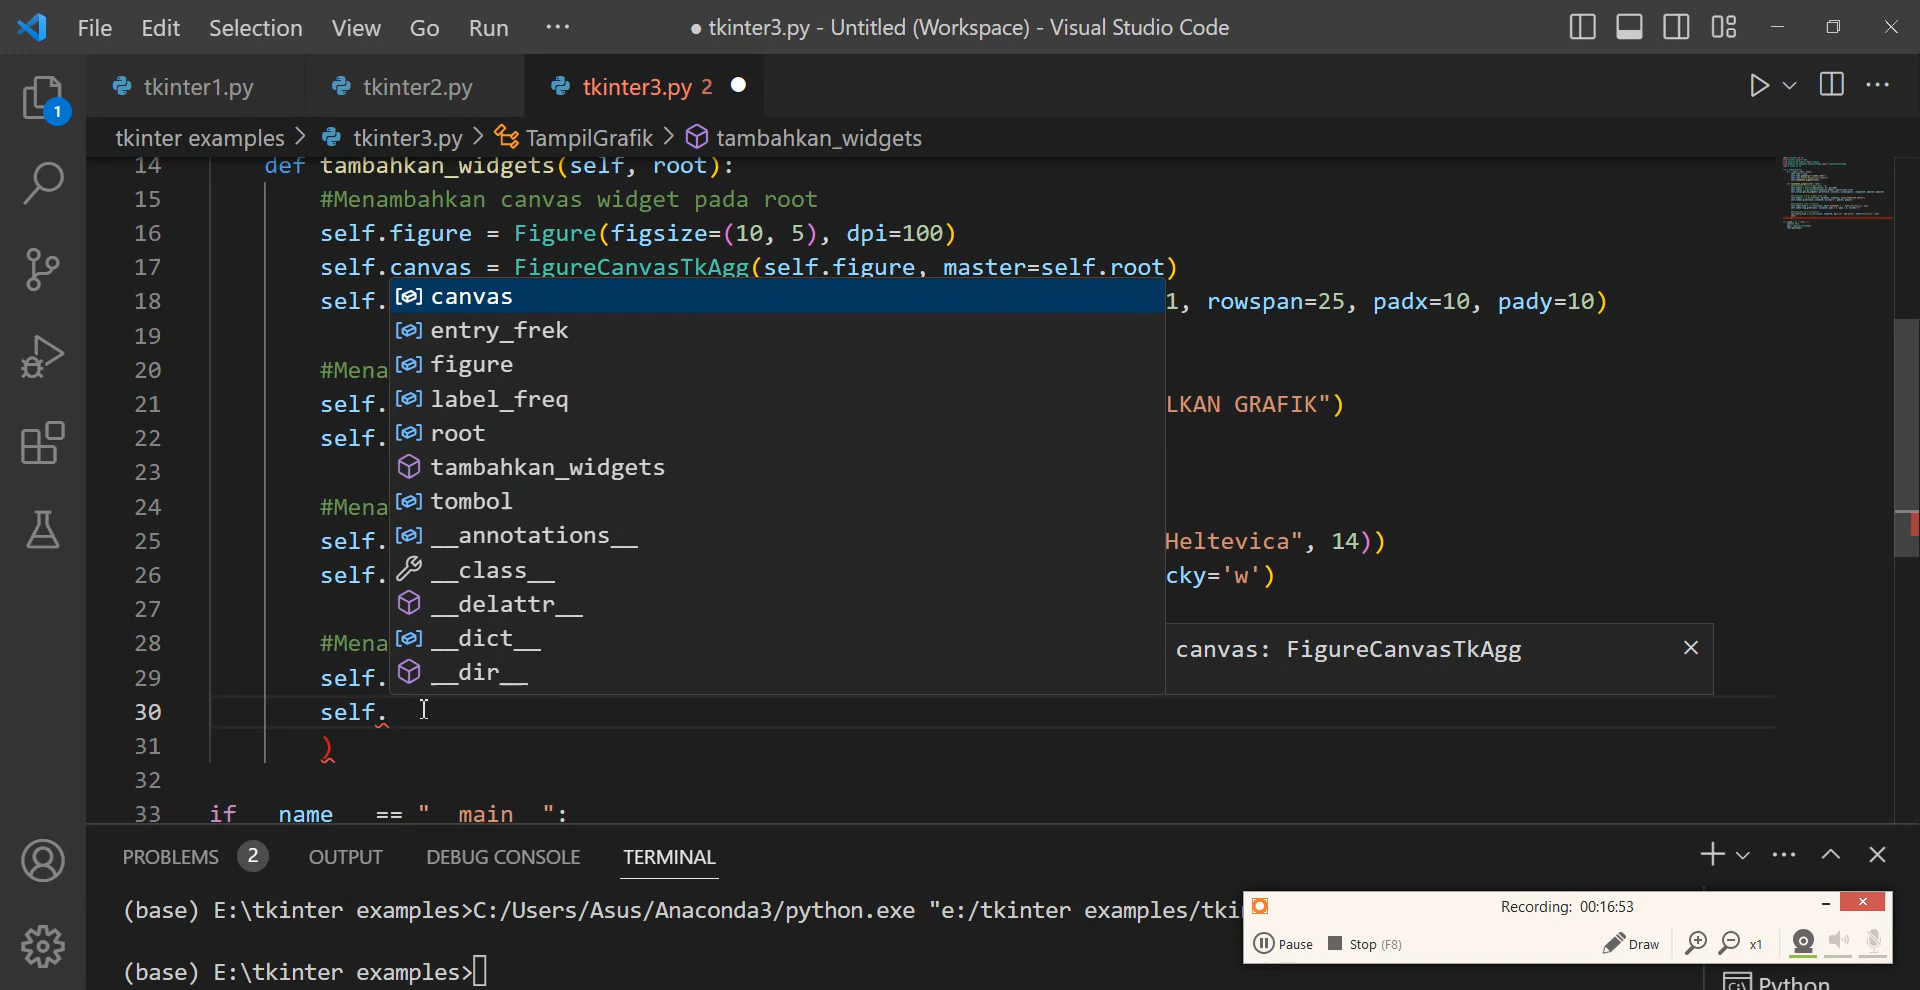 File Edit Selection View Go Run ··· ● tkinter3.py - Untitled (Workspace) - Visual Studio Code
1
tkinter1.py tkinter2.py tkinter3.py 2
tkinter examples > tkinter3.py > TampilGrafik > tambahkan_widgets
14 def tambahkan_widgets(self, root):
15 #Menambahkan canvas widget pada root
16 self.figure = Figure(figsize=(10, 5), dpi=100)
17 self.canvas = FigureCanvasTkAgg(self.figure, master=self.root)
18 self. 1, rowspan=25, padx=10, pady=10)
19
20 #Mena
21 self. LKAN GRAFIK")
22 self.
23
24 #Mena
25 self. Heltevica", 14))
26 self. cky='w')
27
28 #Mena
29 self.
30 self.
31 )
32
33 if __name__ == "__main__":
canvas
entry_frek
figure
label_freq
root
tambahkan_widgets
tombol
__annotations__
__class__
__delattr__
__dict__
__dir__
canvas: FigureCanvasTkAgg
PROBLEMS 2 OUTPUT DEBUG CONSOLE TERMINAL
(base) E:\tkinter examples>C:/Users/Asus/Anaconda3/python.exe "e:/tkinter examples/tki
(base) E:\tkinter examples>
Recording: 00:16:53
Pause Stop (F8) Draw x1
Python